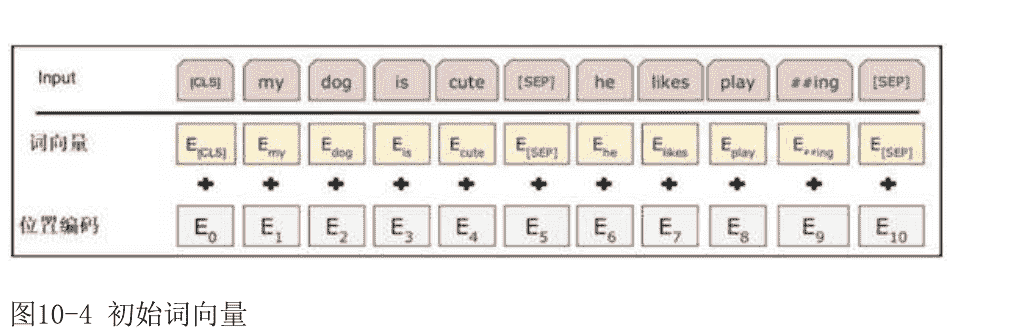 Input [CLS] my dog is cute [SEP] he likes play ##ing [SEP]
词向量 E[CLS] Emy Edog Eis Ecute E[SEP] Ehe Elikes Eplay E##ing E[SEP]
+ + + + + + + + + + +
位置编码 E0 E1 E2 E3 E4 E5 E6 E7 E8 E9 E10
图10-4 初始词向量